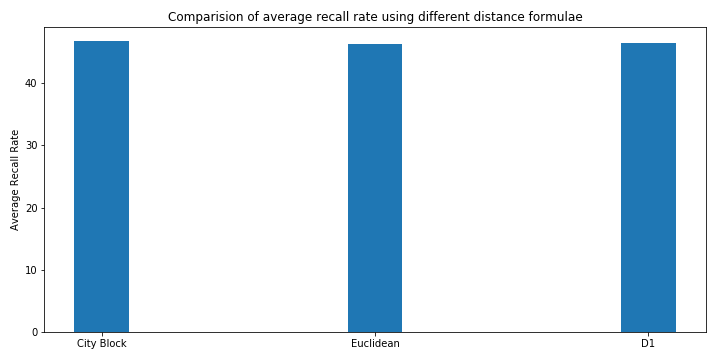 Comparision of average recall rate using different distance formulae
Average Recall Rate
40
30
20
10
0
City Block
Euclidean
D1